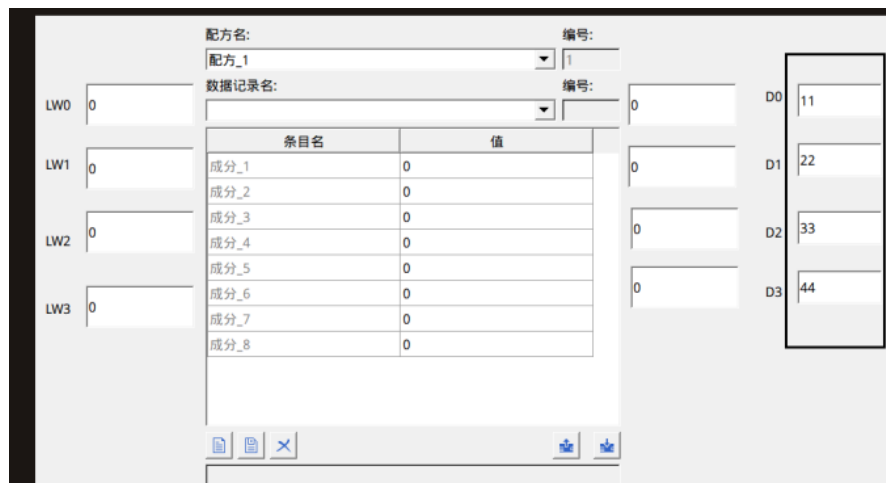 配方名: 编号:
配方_1 1
数据记录名: 编号:
LW0 0 0 D0 11
条目名 值
LW1 0 成分_1 0 0 D1 22
成分_2 0
成分_3 0
LW2 0 成分_4 0 0 D2 33
成分_5 0
成分_6 0 0 D3 44
LW3 0 成分_7 0
成分_8 0